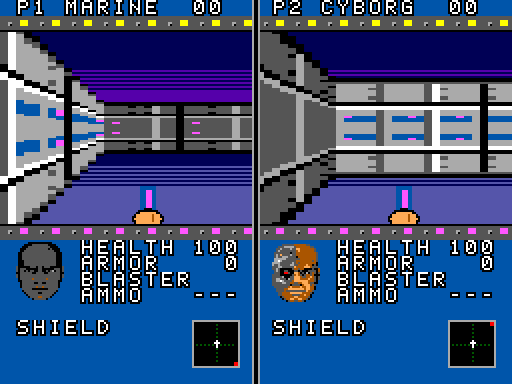 P1 MARINE 00
HEALTH 100
ARMOR 0
BLASTER
AMMO ---
SHIELD
P2 CYBORG 00
HEALTH 100
ARMOR 0
BLASTER
AMMO ---
SHIELD